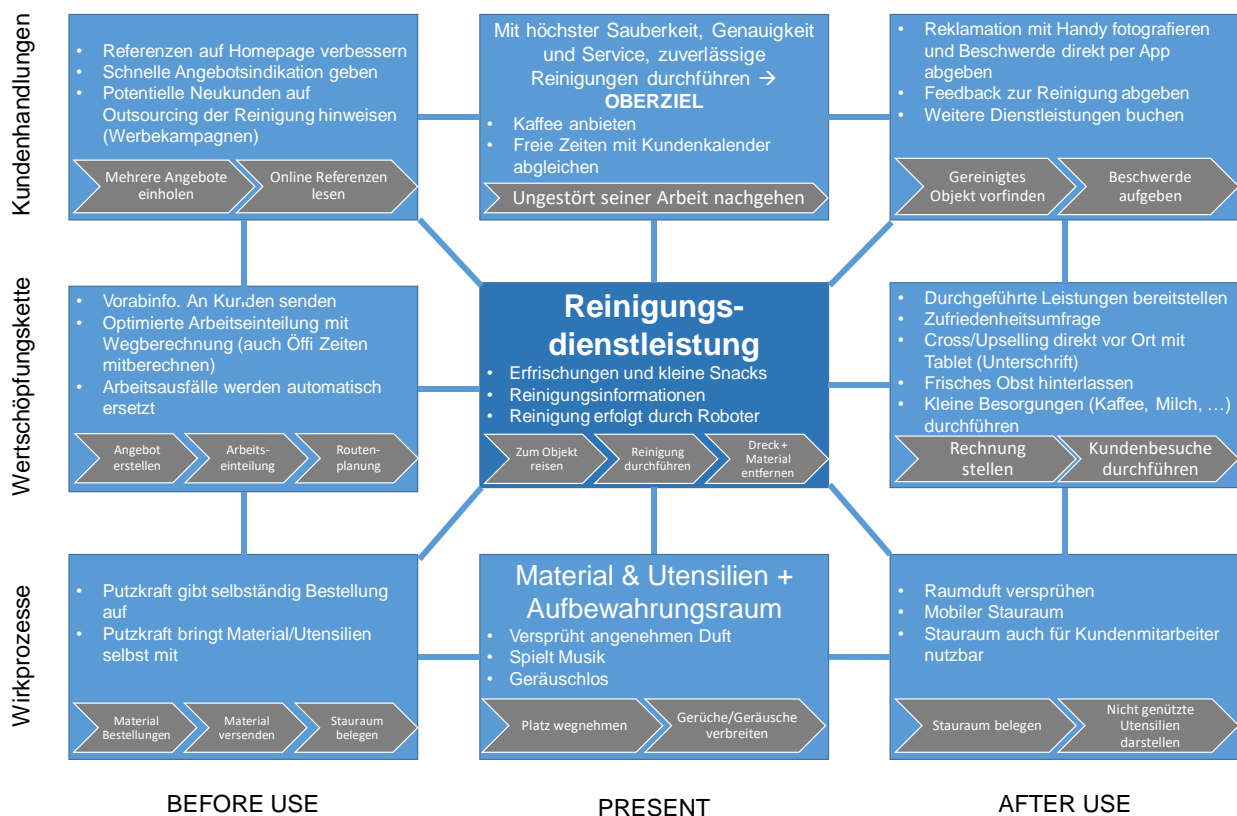 Kundenhandlungen
• Referenzen auf Homepage verbessern
• Schnelle Angebotsindikation geben
• Potentielle Neukunden auf
Outsourcing der Reinigung hinweisen
(Werbekampagnen)
Mehrere Angebote
einholen
Online Referenzen
lesen
Mit höchster Sauberkeit, Genauigkeit
und Service, zuverlässige
Reinigungen durchführen →
OBERZIEL
• Kaffee anbieten
• Freie Zeiten mit Kundenkalender
abgleichen
Ungestört seiner Arbeit nachgehen
• Reklamation mit Handy fotografieren
und Beschwerde direkt per App
abgeben
• Feedback zur Reinigung abgeben
• Weitere Dienstleistungen buchen
Gereinigtes
Objekt vorfinden
Beschwerde
aufgeben
Wertschöpfungskette
• Vorabinfo. An Kunden senden
• Optimierte Arbeitseinteilung mit
Wegberechnung (auch Öffi Zeiten
mitberechnen)
• Arbeitsausfälle werden automatisch
ersetzt
Angebot
erstellen
Arbeits-
einteilung
Routen-
planung
Reinigungs-
dienstleistung
• Erfrischungen und kleine Snacks
• Reinigungsinformationen
• Reinigung erfolgt durch Roboter
Zum Objekt
reisen
Reinigung
durchführen
Dreck +
Material
entfernen
• Durchgeführte Leistungen bereitstellen
• Zufriedenheitsumfrage
• Cross/Upselling direkt vor Ort mit
Tablet (Unterschrift)
• Frisches Obst hinterlassen
• Kleine Besorgungen (Kaffee, Milch, …)
durchführen
Rechnung
stellen
Kundenbesuche
durchführen
Wirkprozesse
• Putzkraft gibt selbständig Bestellung
auf
• Putzkraft bringt Material/Utensilien
selbst mit
Material
Bestellungen
Material
versenden
Stauraum
belegen
Material & Utensilien +
Aufbewahrungsraum
• Versprüht angenehmen Duft
• Spielt Musik
• Geräuschlos
Platz wegnehmen
Gerüche/Geräusche
verbreiten
• Raumduft versprühen
• Mobiler Stauraum
• Stauraum auch für Kundenmitarbeiter
nutzbar
Stauraum belegen
Nicht genützte
Utensilien
darstellen
BEFORE USE
PRESENT
AFTER USE